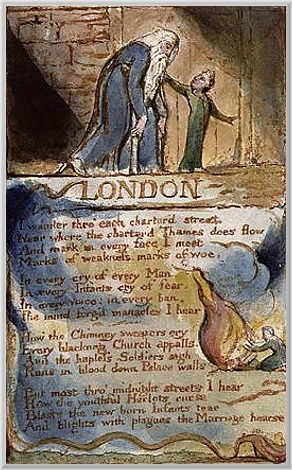 LONDON
I wander thro' each charter'd street,
Near where the charter'd Thames does flow
And mark in every face I meet
Marks of weakness, marks of woe.
In every cry of every Man,
In every Infants cry of fear,
In every voice; in every ban,
The mind-forg'd manacles I hear
How the Chimney-sweepers cry
Every blackning Church appalls,
And the hapless Soldiers sigh
Runs in blood down Palace walls
But most thro' midnight streets I hear
How the youthful Harlots curse
Blasts the new-born Infants tear
And blights with plagues the Marriage hearse